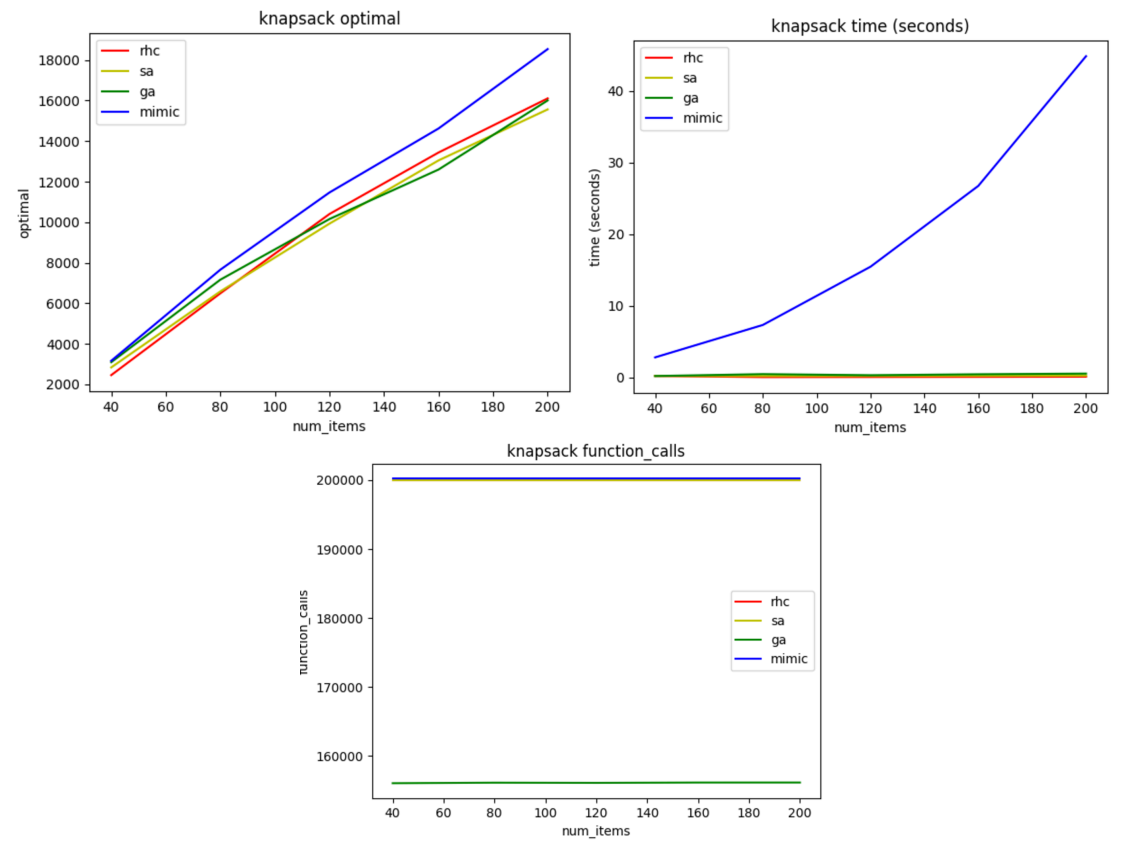 knapsack optimal
rhc
sa
ga
mimic
18000
16000
14000
12000
10000
8000
6000
4000
2000
optimal
40 60 80 100 120 140 160 180 200
num_items
knapsack time (seconds)
rhc
sa
ga
mimic
40
30
20
10
0
time (seconds)
40 60 80 100 120 140 160 180 200
num_items
knapsack function_calls
200000
190000
180000
170000
160000
function_calls
rhc
sa
ga
mimic
40 60 80 100 120 140 160 180 200
num_items